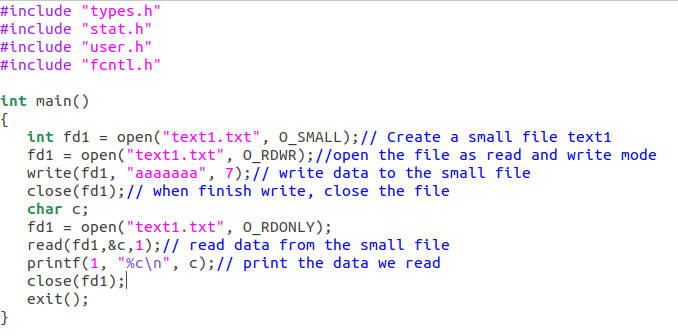 #include "types.h"
#include "stat.h"
#include "user.h"
#include "fcntl.h"
int main()
{
int fd1 = open("text1.txt", O_SMALL);// Create a small file text1
fd1 = open("text1.txt", O_RDWR);//open the file as read and write mode
write(fd1, "aaaaaaa", 7);// write data to the small file
close(fd1);// when finish write, close the file
char c;
fd1 = open("text1.txt", O_RDONLY);
read(fd1,&c,1);// read data from the small file
printf(1, "%c\n", c);// print the data we read
close(fd1);
exit();
}